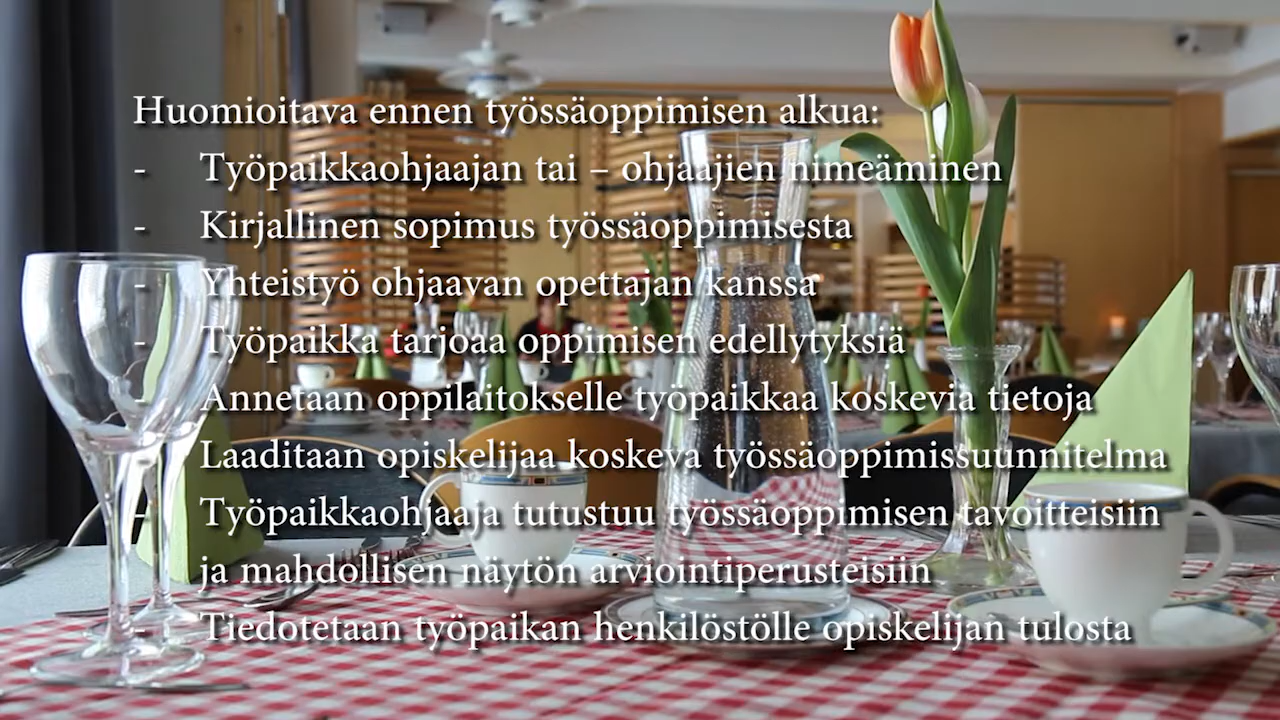 Huomioitava ennen työssäoppimisen alkua:
- Työpaikkaohjaajan tai – ohjaajien nimeäminen
- Kirjallinen sopimus työssäoppimisesta
- Yhteistyö ohjaavan opettajan kanssa
- Työpaikka tarjoaa oppimisen edellytyksiä
- Annetaan oppilaitokselle työpaikkaa koskevia tietoja
- Laaditaan opiskelijaa koskeva työssäoppimissuunnitelma
- Työpaikkaohjaaja tutustuu työssäoppimisen tavoitteisiin
ja mahdollisen näytön arviointiperusteisiin
- Tiedotetaan työpaikan henkilöstölle opiskelijan tulosta